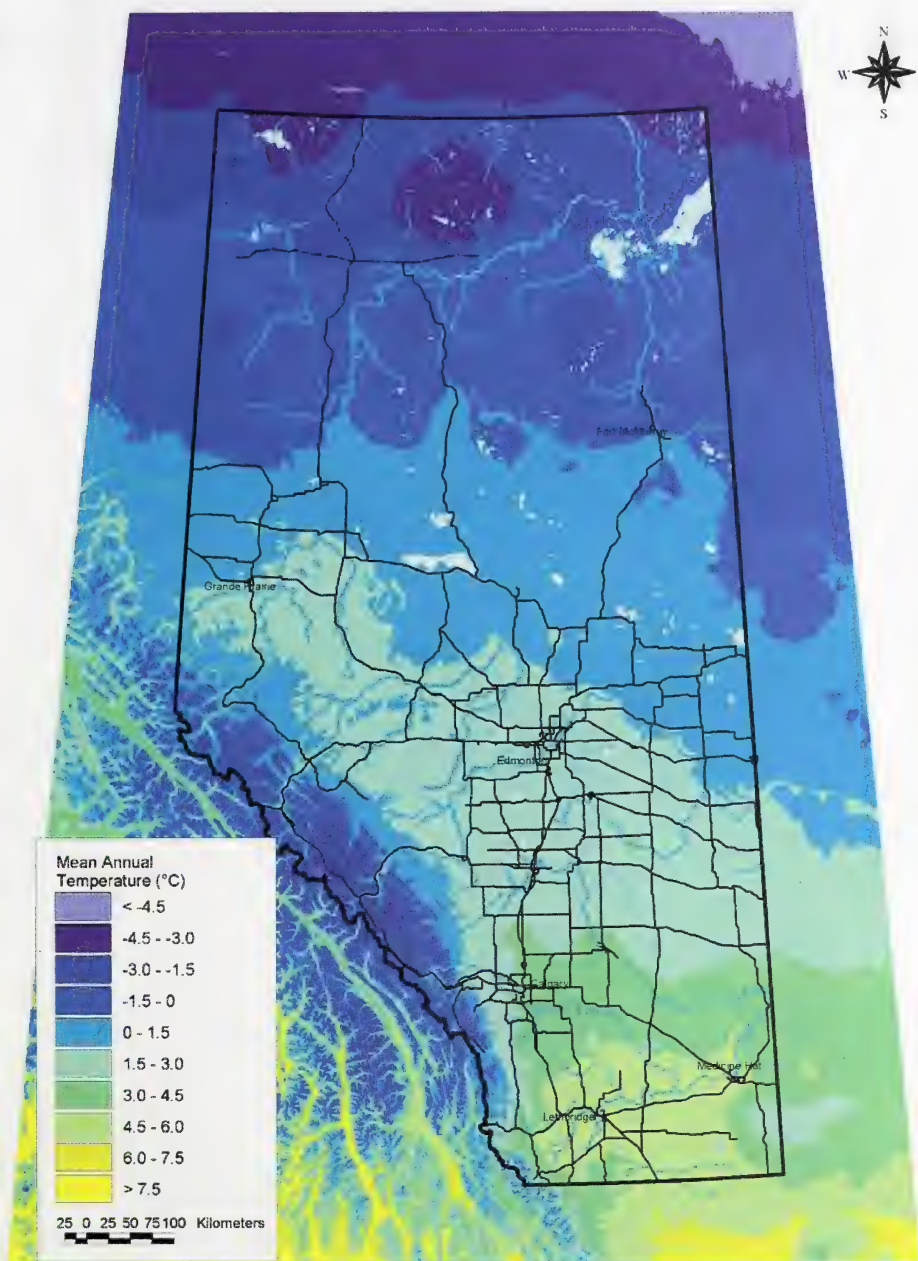 N
W
S
Grande Prairie
Edmonton
Calgary
Medicine Hat
Lethbridge
Mean Annual
Temperature (°C)
< -4.5
-4.5 - -3.0
-3.0 - -1.5
-1.5 - 0
0 - 1.5
1.5 - 3.0
3.0 - 4.5
4.5 - 6.0
6.0 - 7.5
> 7.5
25 0 25 50 75 100 Kilometers